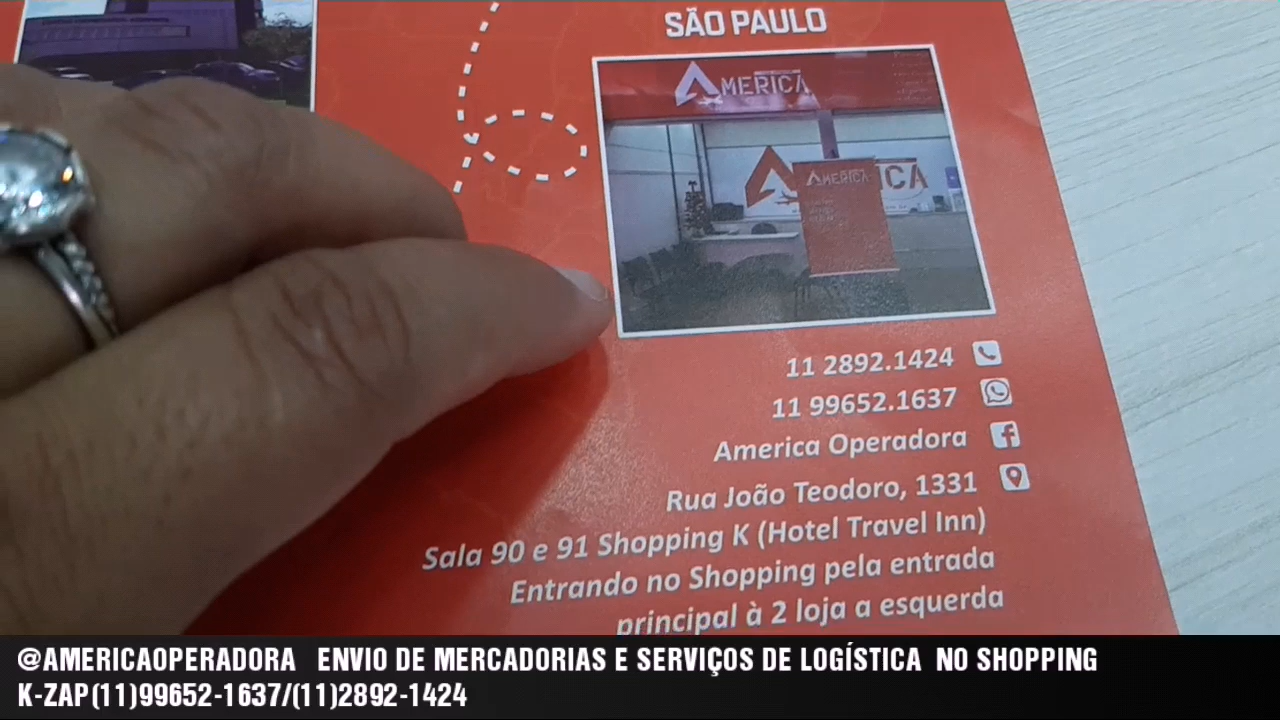 SÃO PAULO
AMERICA
AMERICA
11 2892.1424
11 99652.1637
America Operadora
Rua João Teodoro, 1331
Sala 90 e 91 Shopping K (Hotel Travel Inn)
Entrando no Shopping pela entrada
principal à 2 loja a esquerda
@AMERICAOPERADORA ENVIO DE MERCADORIAS E SERVIÇOS DE LOGÍSTICA NO SHOPPING
K-ZAP(11)99652-1637/(11)2892-1424